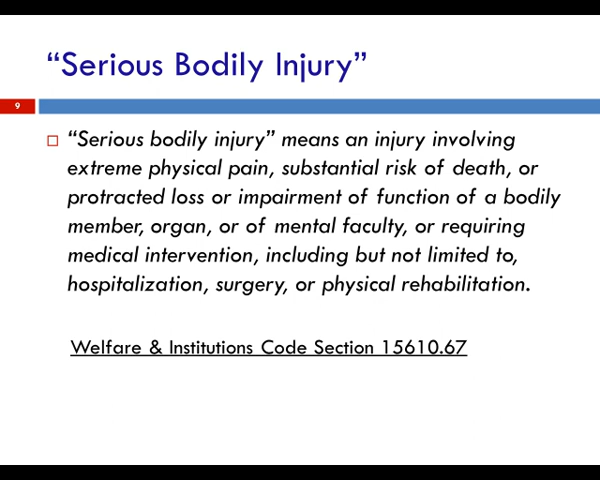 “Serious Bodily Injury”
9
“Serious bodily injury” means an injury involving
extreme physical pain, substantial risk of death, or
protracted loss or impairment of function of a bodily
member, organ, or of mental faculty, or requiring
medical intervention, including but not limited to,
hospitalization, surgery, or physical rehabilitation.
Welfare & Institutions Code Section 15610.67